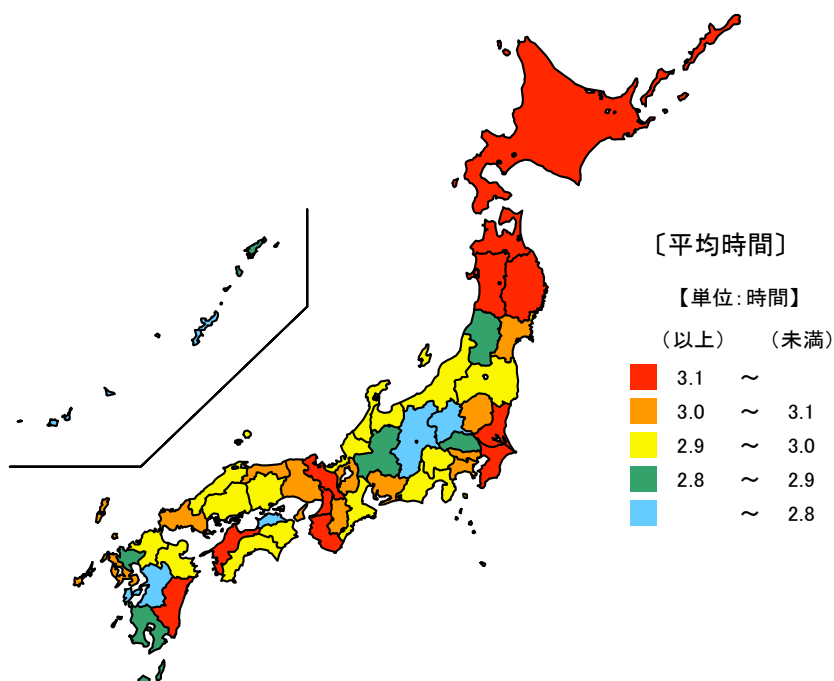 〔平均時間〕
【単位:時間】
（以上） （未満）
3.1 ～
3.0 ～ 3.1
2.9 ～ 3.0
2.8 ～ 2.9
～ 2.8